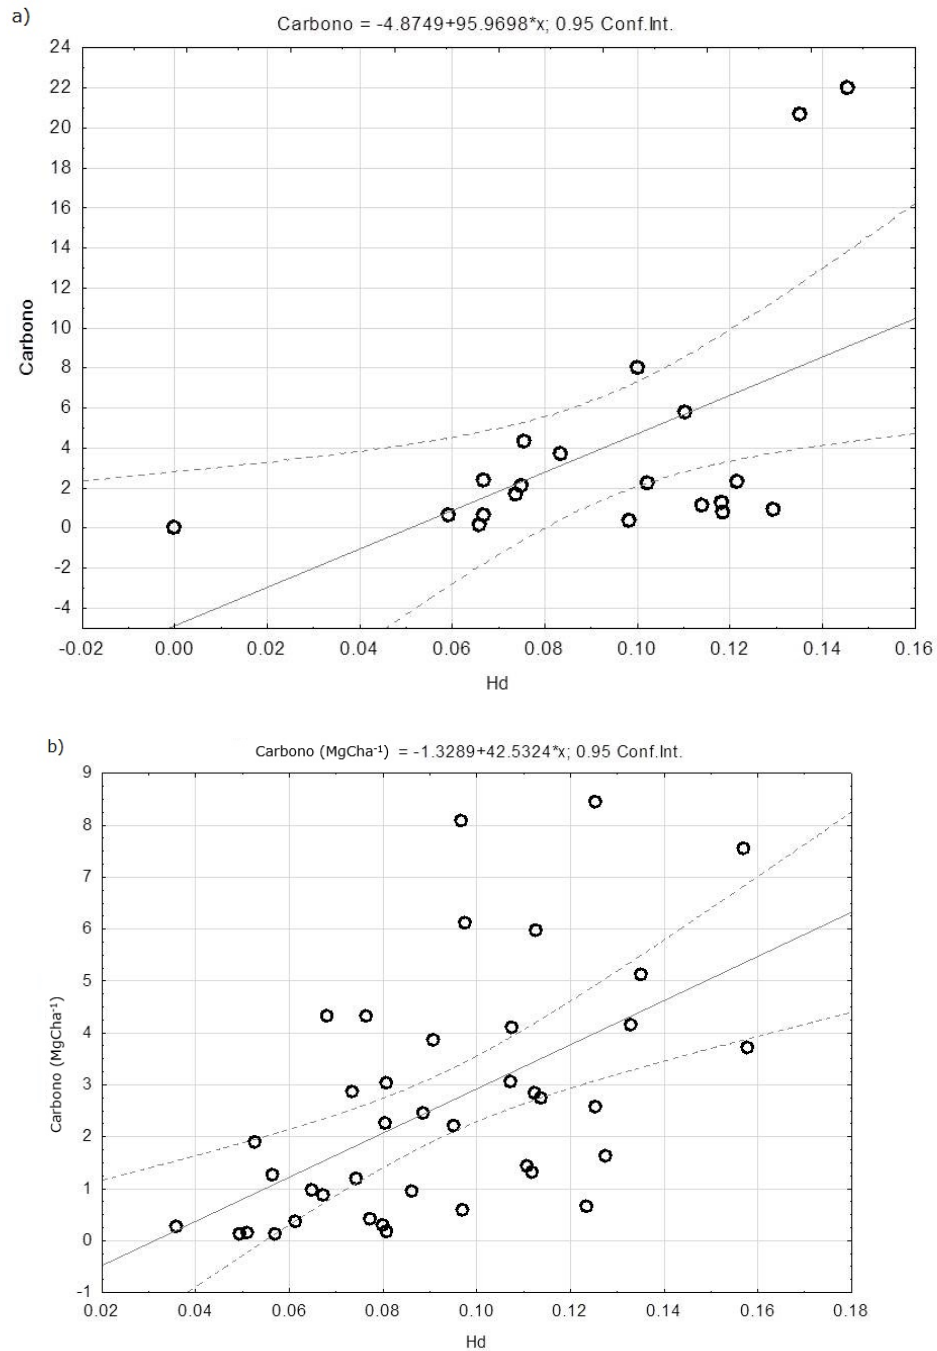 a)
Carbono = -4.8749+95.9698*x; 0.95 Conf.Int.
24
22
20
18
16
14
12
10
8
6
4
2
0
-2
-4
Carbono
-0.02 0.00 0.02 0.04 0.06 0.08 0.10 0.12 0.14 0.16
Hd
b)
Carbono (MgCha⁻¹) = -1.3289+42.5324*x; 0.95 Conf.Int.
9
8
7
6
5
4
3
2
1
0
-1
Carbono (MgCha⁻¹)
0.02 0.04 0.06 0.08 0.10 0.12 0.14 0.16 0.18
Hd